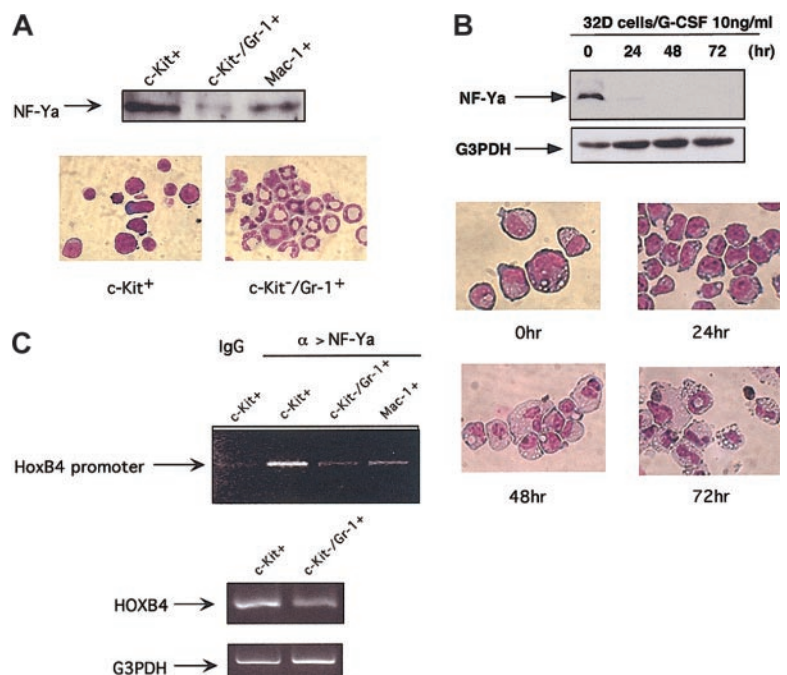 A
c-Kit+
c-Kit-/Gr-1+
Mac-1+
NF-Ya
c-Kit+
c-Kit-/Gr-1+
B
32D cells/G-CSF 10ng/ml
0 24 48 72 (hr)
NF-Ya
G3PDH
0hr
24hr
48hr
72hr
C
IgG
α > NF-Ya
c-Kit+
c-Kit+
c-Kit-/Gr-1+
Mac-1+
HoxB4 promoter
c-Kit+
c-Kit-/Gr-1+
HOXB4
G3PDH